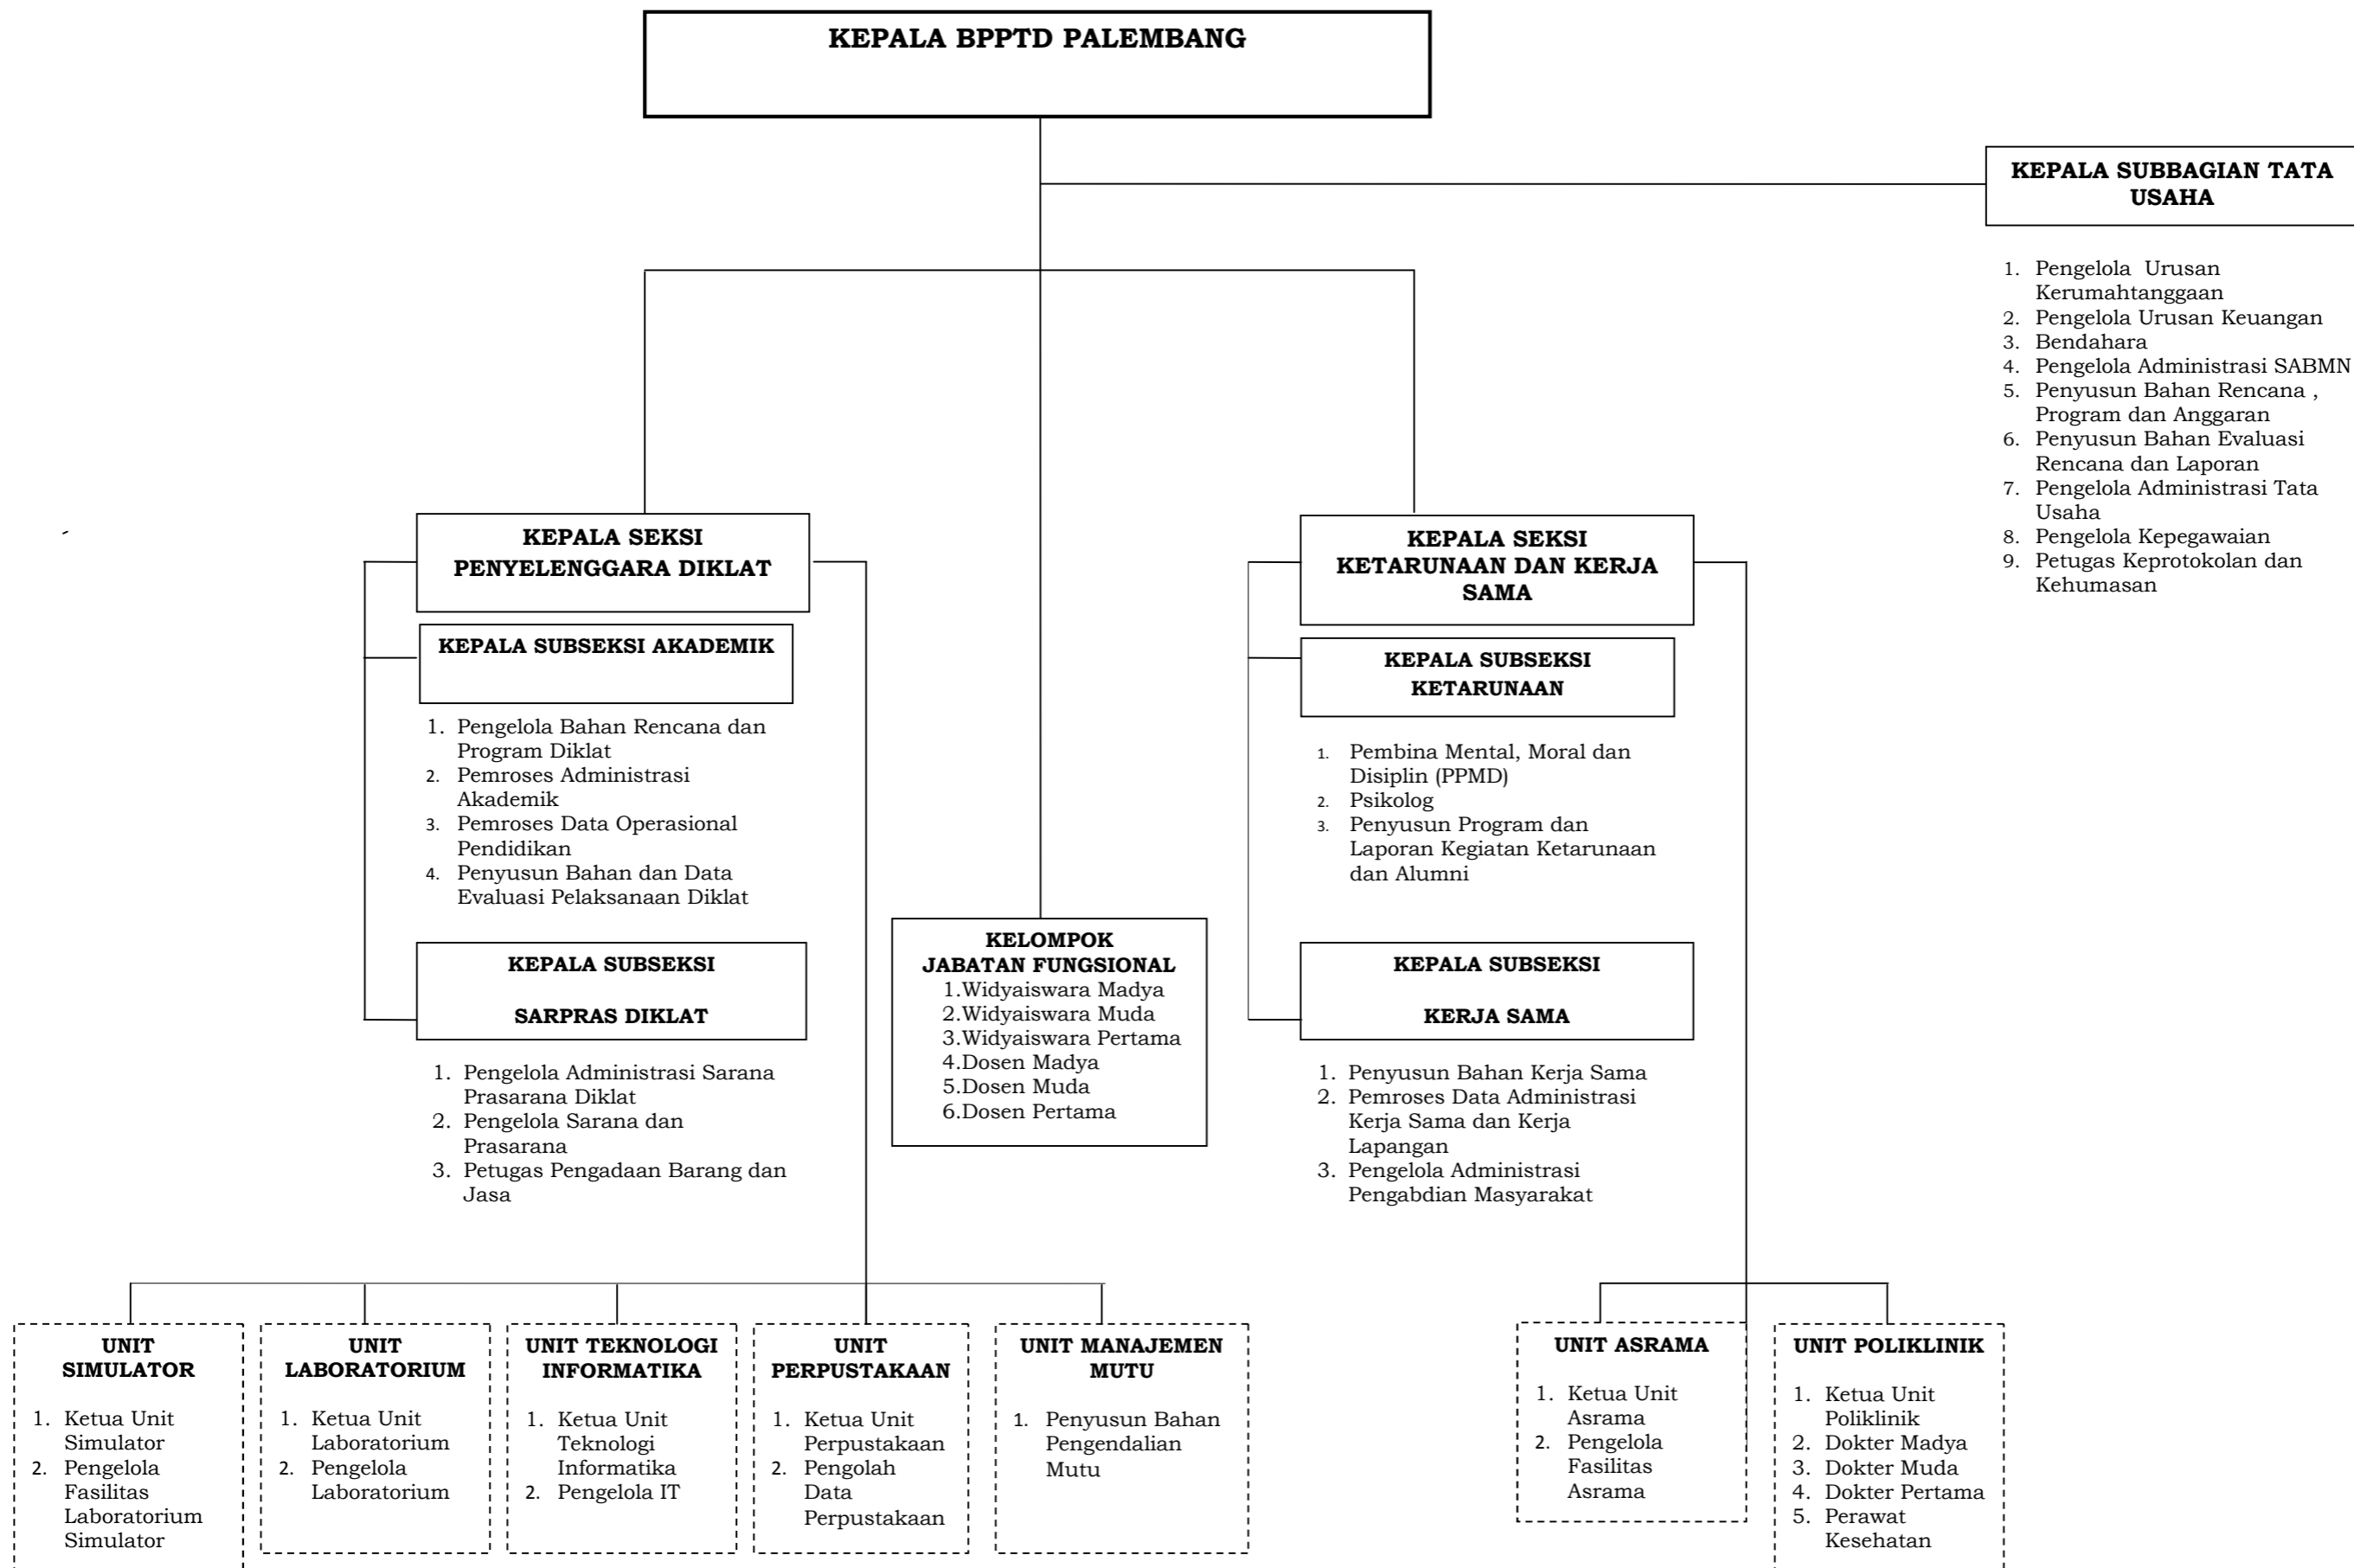 KEPALA BPPTD PALEMBANG
KEPALA SUBBAGIAN TATA
USAHA
1. Pengelola Urusan
Kerumahtanggaan
2. Pengelola Urusan Keuangan
3. Bendahara
4. Pengelola Administrasi SABMN
5. Penyusun Bahan Rencana ,
Program dan Anggaran
6. Penyusun Bahan Evaluasi
Rencana dan Laporan
7. Pengelola Administrasi Tata
Usaha
8. Pengelola Kepegawaian
9. Petugas Keprotokolan dan
Kehumasan
KEPALA SEKSI
PENYELENGGARA DIKLAT
KEPALA SUBSEKSI AKADEMIK
1. Pengelola Bahan Rencana dan
Program Diklat
2. Pemroses Administrasi
Akademik
3. Pemroses Data Operasional
Pendidikan
4. Penyusun Bahan dan Data
Evaluasi Pelaksanaan Diklat
KEPALA SUBSEKSI
SARPRAS DIKLAT
1. Pengelola Administrasi Sarana
Prasarana Diklat
2. Pengelola Sarana dan
Prasarana
3. Petugas Pengadaan Barang dan
Jasa
KELOMPOK
JABATAN FUNGSIONAL
1.Widyaiswara Madya
2.Widyaiswara Muda
3.Widyaiswara Pertama
4.Dosen Madya
5.Dosen Muda
6.Dosen Pertama
KEPALA SEKSI
KETARUNAAN DAN KERJA
SAMA
KEPALA SUBSEKSI
KETARUNAAN
1. Pembina Mental, Moral dan
Disiplin (PPMD)
2. Psikolog
3. Penyusun Program dan
Laporan Kegiatan Ketarunaan
dan Alumni
KEPALA SUBSEKSI
KERJA SAMA
1. Penyusun Bahan Kerja Sama
2. Pemroses Data Administrasi
Kerja Sama dan Kerja
Lapangan
3. Pengelola Administrasi
Pengabdian Masyarakat
UNIT
SIMULATOR
1. Ketua Unit
Simulator
2. Pengelola
Fasilitas
Laboratorium
Simulator
UNIT
LABORATORIUM
1. Ketua Unit
Laboratorium
2. Pengelola
Laboratorium
UNIT TEKNOLOGI
INFORMATIKA
1. Ketua Unit
Teknologi
Informatika
2. Pengelola IT
UNIT
PERPUSTAKAAN
1. Ketua Unit
Perpustakaan
2. Pengolah
Data
Perpustakaan
UNIT MANAJEMEN
MUTU
1. Penyusun Bahan
Pengendalian
Mutu
UNIT ASRAMA
1. Ketua Unit
Asrama
2. Pengelola
Fasilitas
Asrama
UNIT POLIKLINIK
1. Ketua Unit
Poliklinik
2. Dokter Madya
3. Dokter Muda
4. Dokter Pertama
5. Perawat
Kesehatan